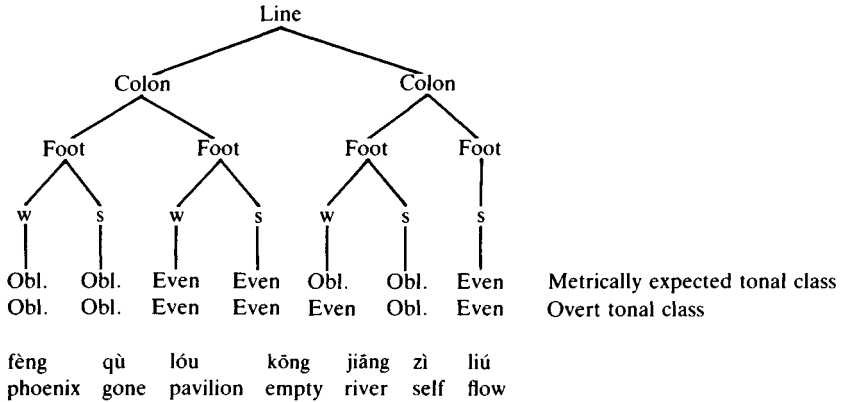 Line
Colon Colon
Foot Foot Foot Foot
w s w s w s s
Obl. Obl. Even Even Obl. Obl. Even Metrically expected tonal class
Obl. Obl. Even Even Even Obl. Even Overt tonal class
fèng qù lóu kōng jiāng zì liú
phoenix gone pavilion empty river self flow